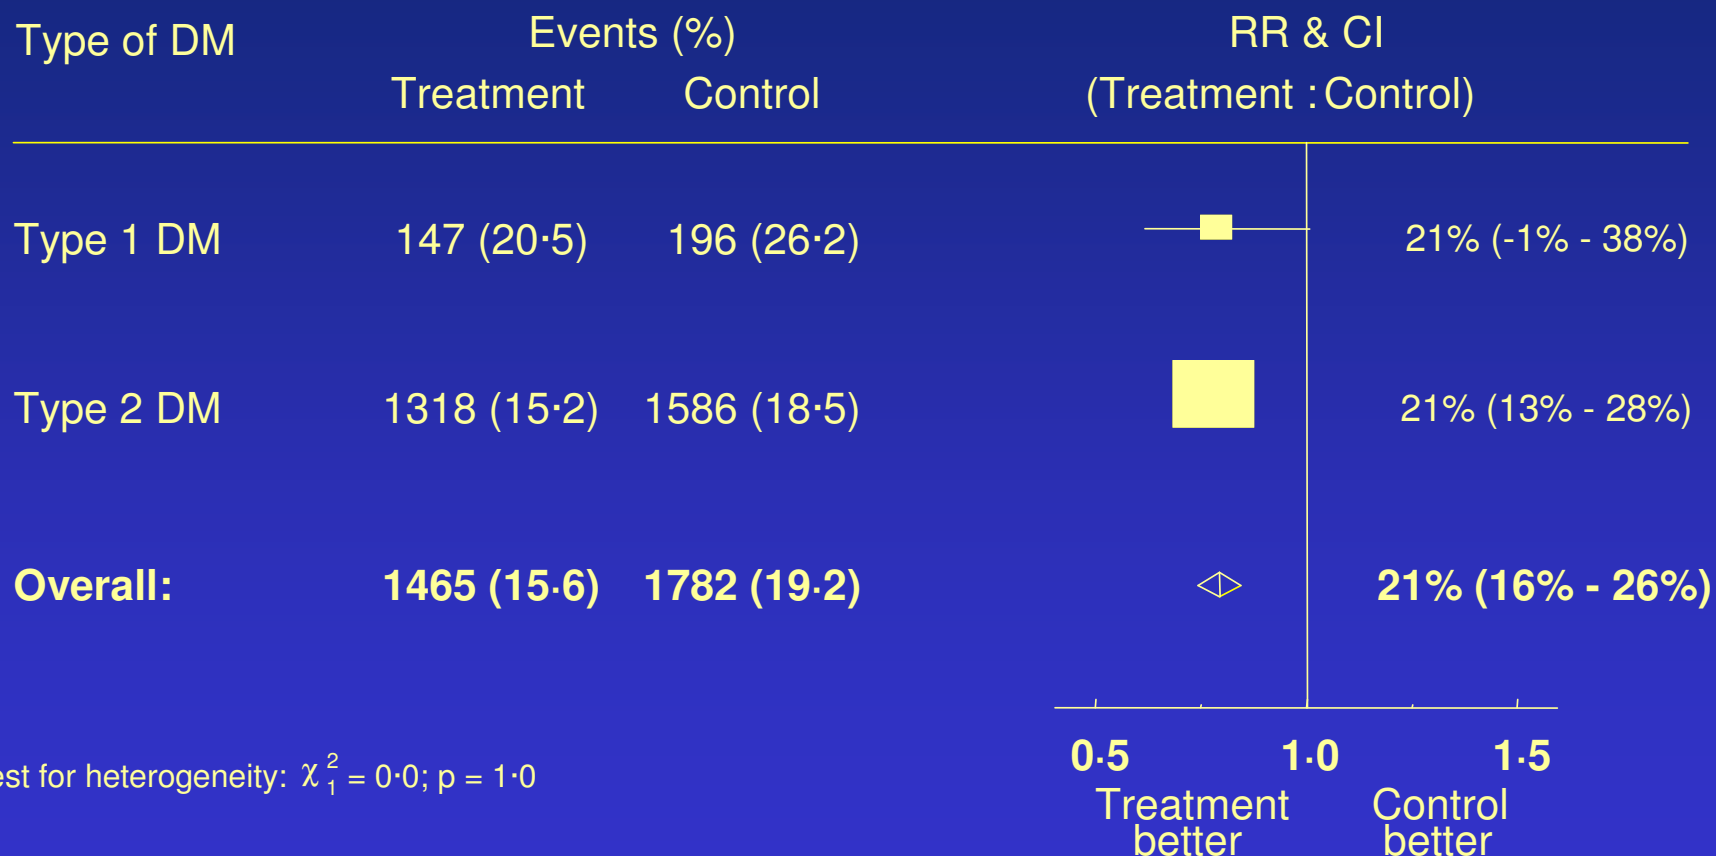 Type of DM Events (%) RR & CI
Treatment Control (Treatment : Control)
Type 1 DM 147 (20·5) 196 (26·2) 21% (-1% - 38%)
Type 2 DM 1318 (15·2) 1586 (18·5) 21% (13% - 28%)
Overall: 1465 (15·6) 1782 (19·2) 21% (16% - 26%)
0·5 1·0 1·5
est for heterogeneity: χ²₁ = 0·0; p = 1·0
Treatment better Control better